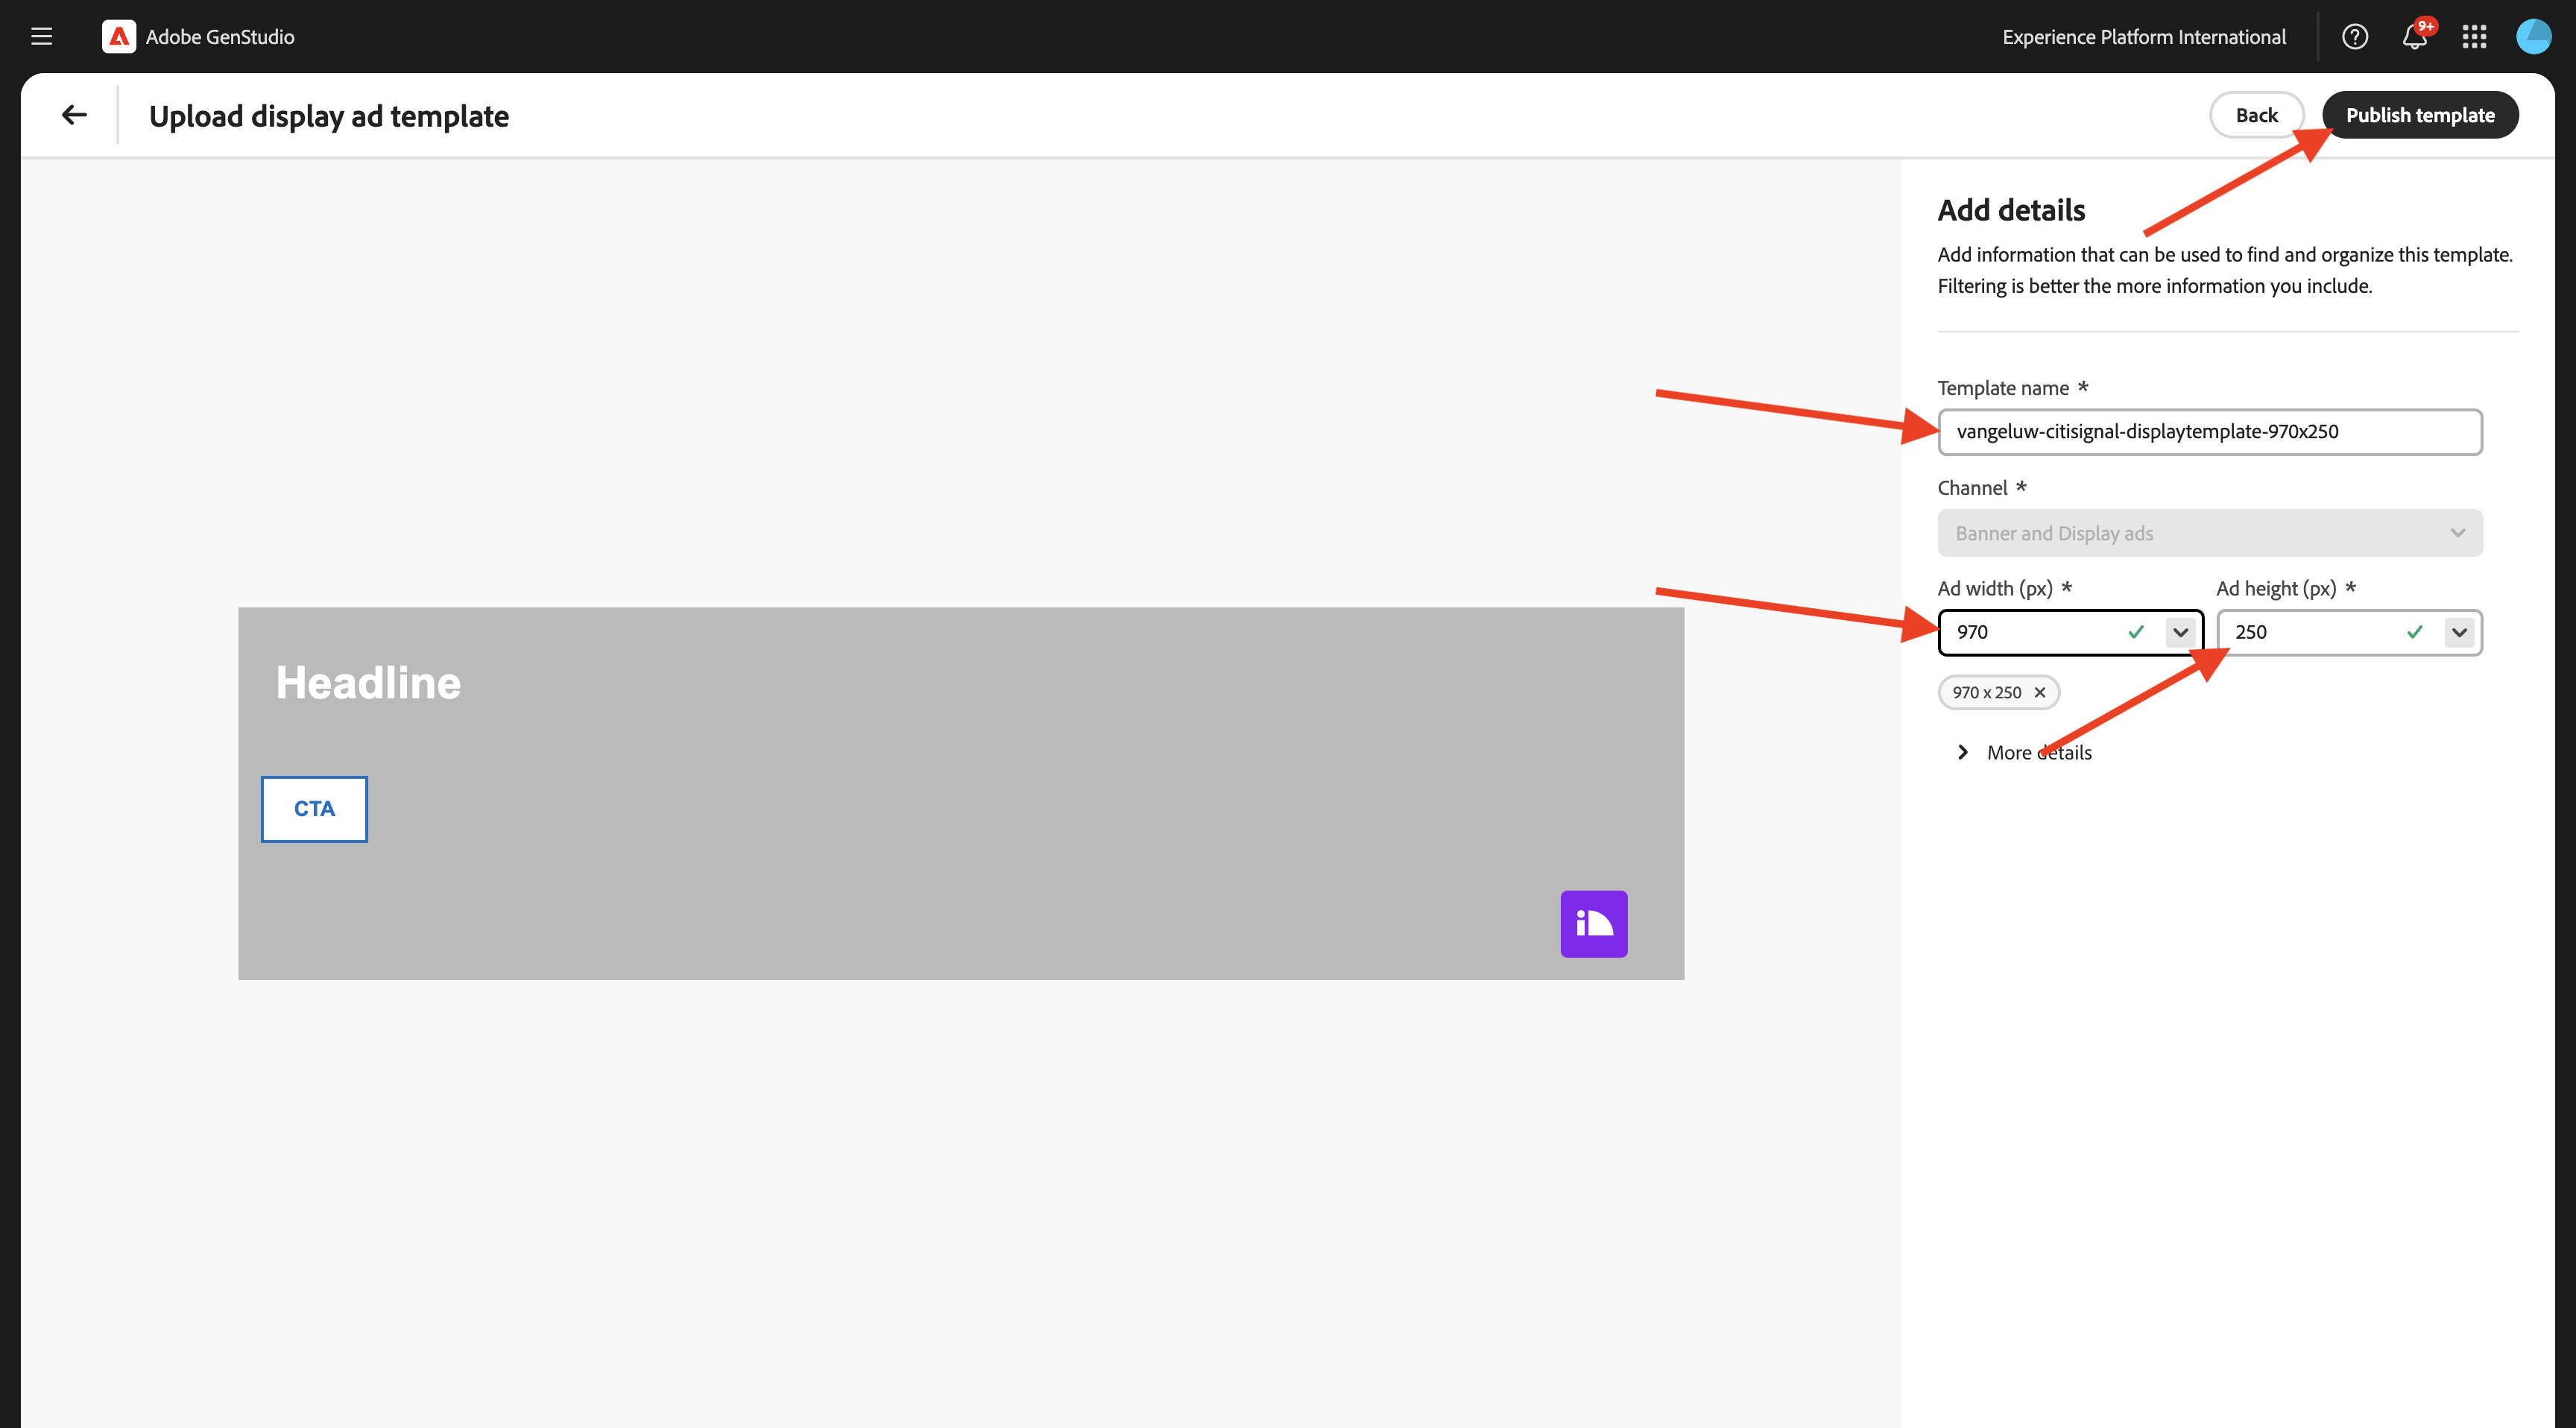 Adobe GenStudio
Experience Platform International
9+
Upload display ad template
Back
Publish template
Add details
Add information that can be used to find and organize this template.
Filtering is better the more information you include.
Template name *
vangeluw-citisignal-displaytemplate-970x250
Channel *
Banner and Display ads
Ad width (px) *
Ad height (px) *
970
250
970 x 250
More details
Headline
CTA